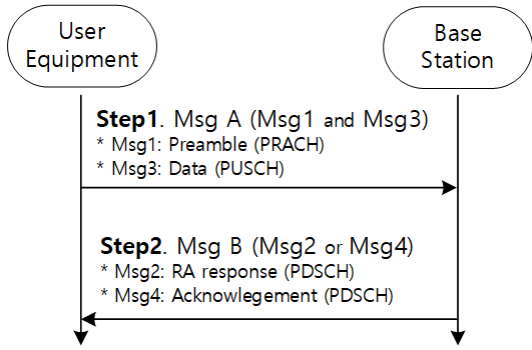 User
Equipment
Base
Station
Step1. Msg A (Msg1 and Msg3)
* Msg1: Preamble (PRACH)
* Msg3: Data (PUSCH)
Step2. Msg B (Msg2 or Msg4)
* Msg2: RA response (PDSCH)
* Msg4: Acknowlegement (PDSCH)